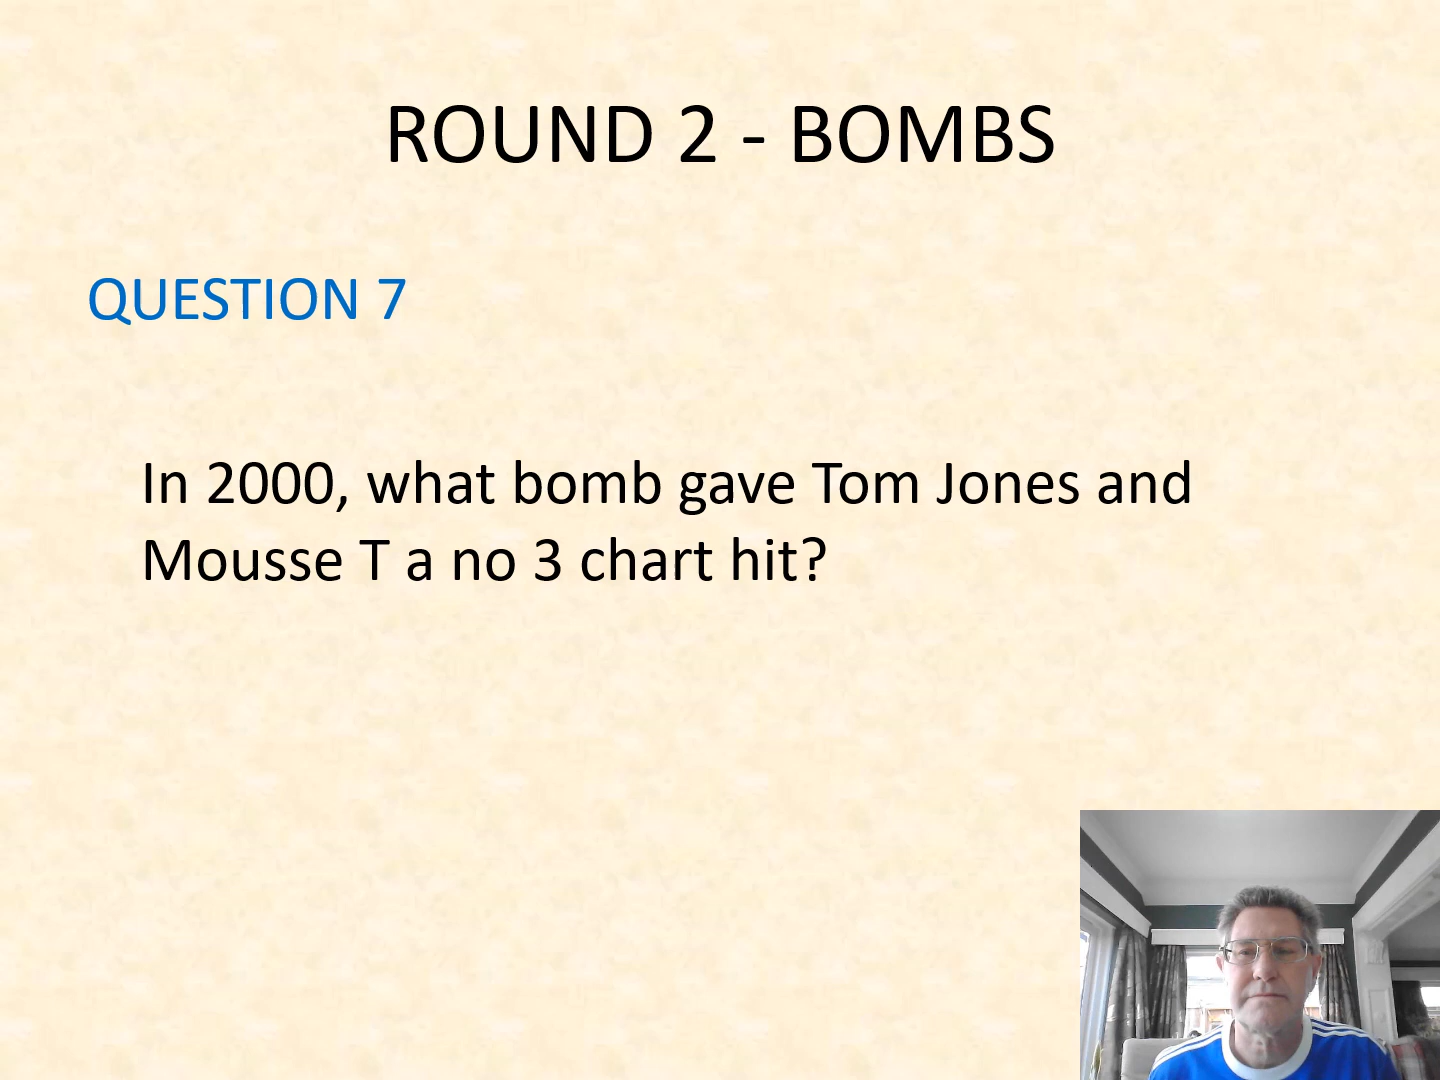 ROUND 2 - BOMBS
QUESTION 7
In 2000, what bomb gave Tom Jones and
Mousse T a no 3 chart hit?